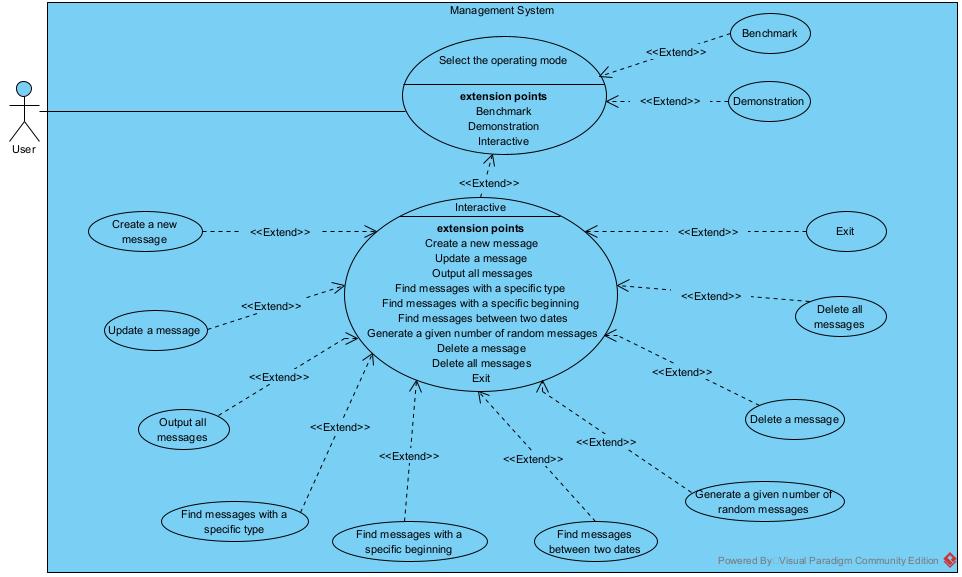 Management System
Select the operating mode
extension points
Benchmark
Demonstration
Interactive
Benchmark
<<Extend>>
Demonstration
<<Extend>>
User
<<Extend>>
Interactive
extension points
Create a new message
Update a message
Output all messages
Find messages with a specific type
Find messages with a specific beginning
Find messages between two dates
Generate a given number of random messages
Delete a message
Delete all messages
Exit
Create a new
message
<<Extend>>
<<Extend>>
Exit
<<Extend>>
Update a message
<<Extend>>
Delete all
messages
<<Extend>>
Output all
messages
<<Extend>>
Delete a message
<<Extend>>
<<Extend>>
<<Extend>>
<<Extend>>
Find messages with a
specific type
Find messages with a
specific beginning
Find messages
between two dates
Generate a given number of
random messages
Powered By: Visual Paradigm Community Edition